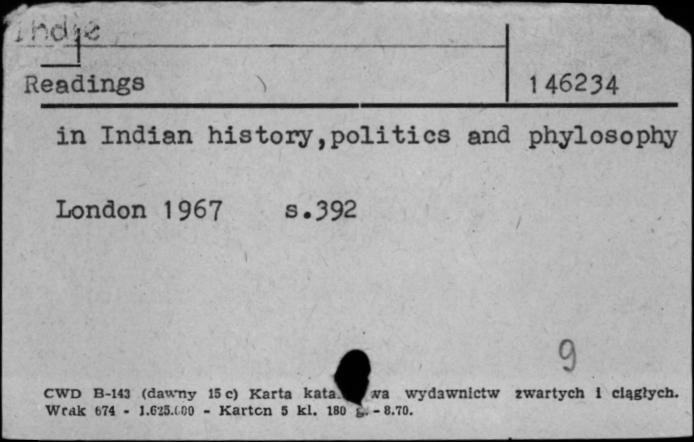 Indie
Readings 146234
in Indian history,politics and phylosophy
London 1967 s.392
9
CWD B-143 (dawny 15 c) Karta kata wa wydawnictw zwartych i ciągłych.
Wrak 674 - 1.625.000 - Karton 5 kl. 180 g. - 8.70.